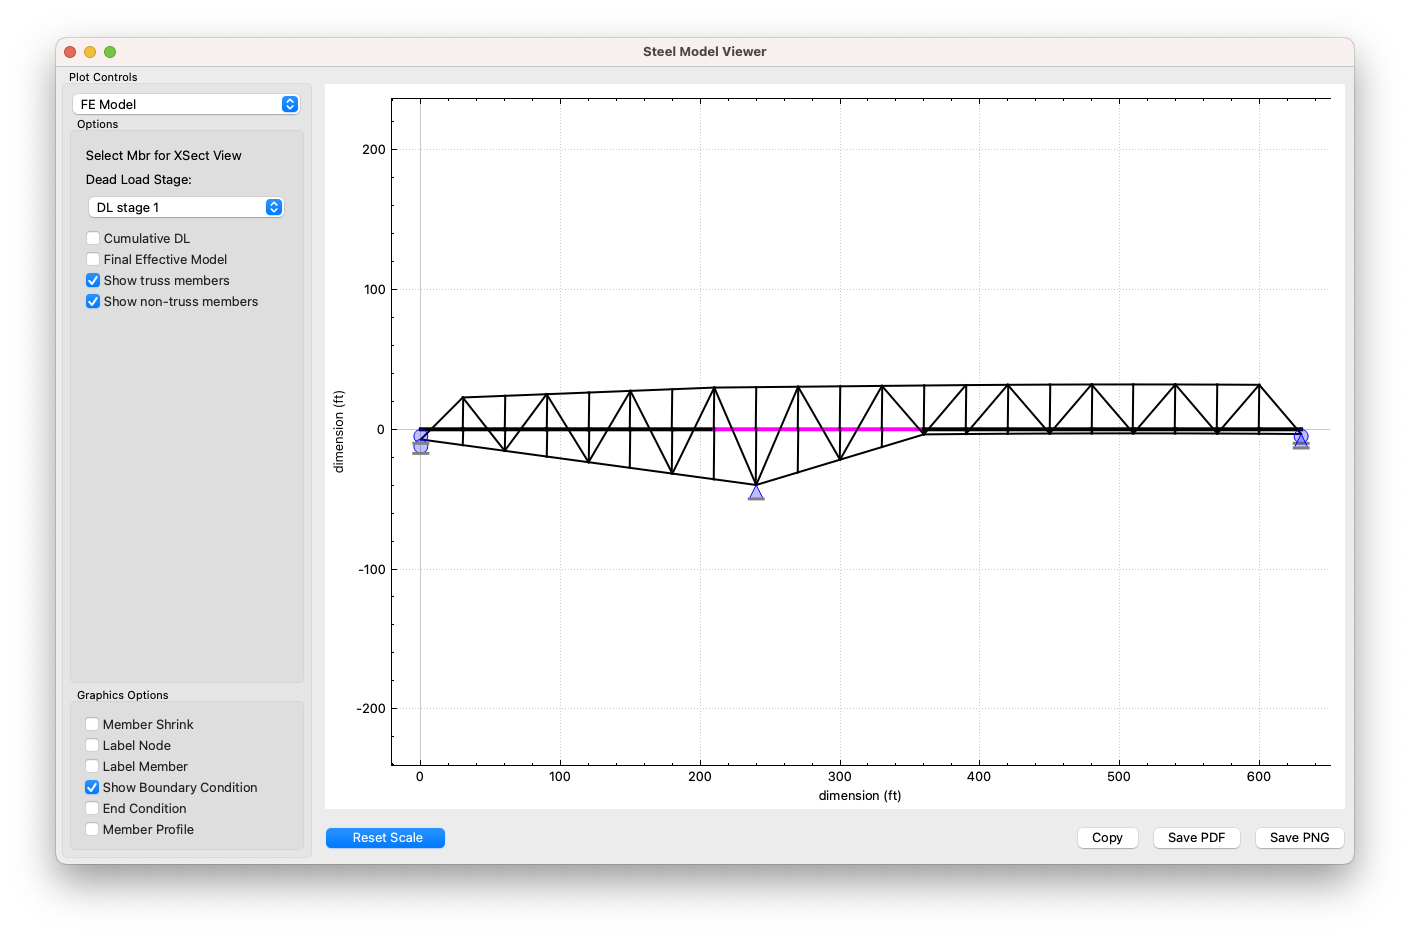 Steel Model Viewer
Plot Controls
FE Model
Options
Select Mbr for XSect View
Dead Load Stage:
DL stage 1
Cumulative DL
Final Effective Model
Show truss members
Show non-truss members
Graphics Options
Member Shrink
Label Node
Label Member
Show Boundary Condition
End Condition
Member Profile
dimension (ft)
200
100
0
-100
-200
0 100 200 300 400 500 600
dimension (ft)
Reset Scale
Copy
Save PDF
Save PNG